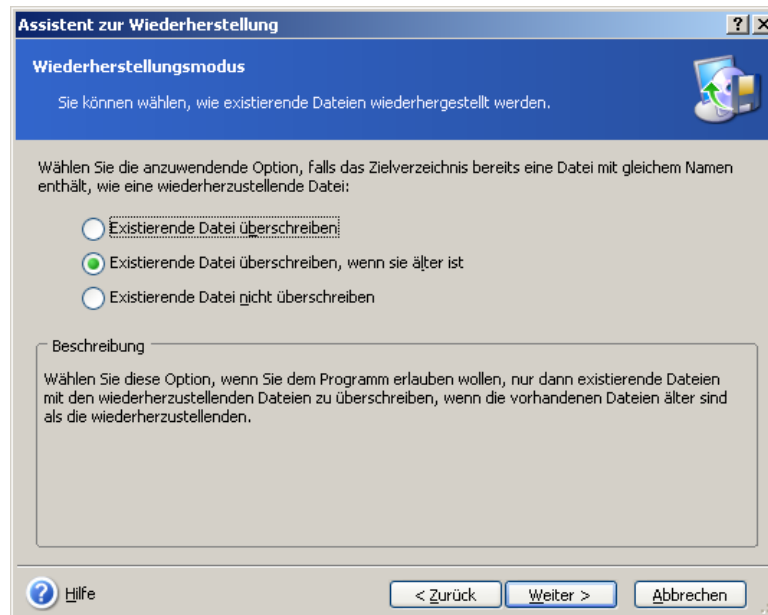 Assistent zur Wiederherstellung
Wiederherstellungsmodus
Sie können wählen, wie existierende Dateien wiederhergestellt werden.
Wählen Sie die anzuwendende Option, falls das Zielverzeichnis bereits eine Datei mit gleichem Namen
enthält, wie eine wiederherzustellende Datei:
Existierende Datei überschreiben
Existierende Datei überschreiben, wenn sie älter ist
Existierende Datei nicht überschreiben
Beschreibung
Wählen Sie diese Option, wenn Sie dem Programm erlauben wollen, nur dann existierende Dateien
mit den wiederherzustellenden Dateien zu überschreiben, wenn die vorhandenen Dateien älter sind
als die wiederherzustellenden.
Hilfe
< Zurück
Weiter >
Abbrechen